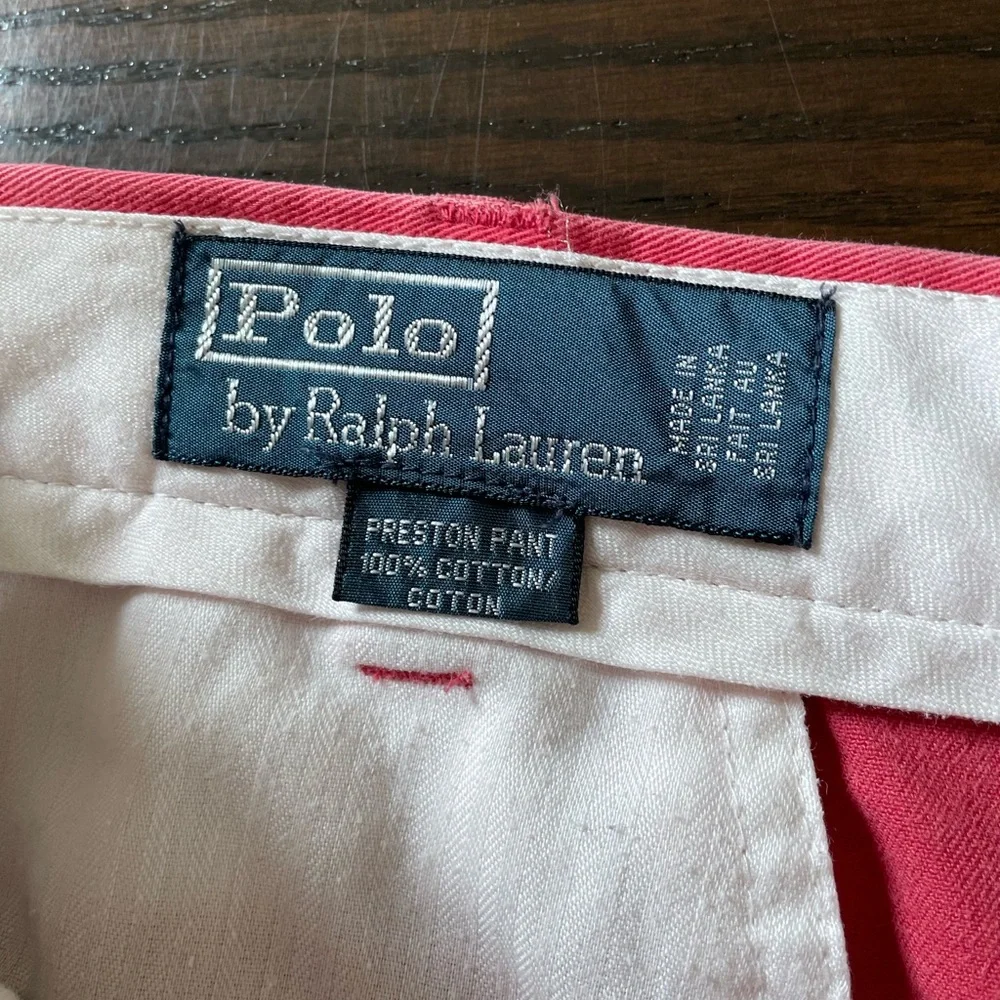 Polo
by Ralph Lauren
MADE IN
SRI LANKA
FAIT AU
SRI LANKA
PRESTON PANT
100% COTTON/
COTON